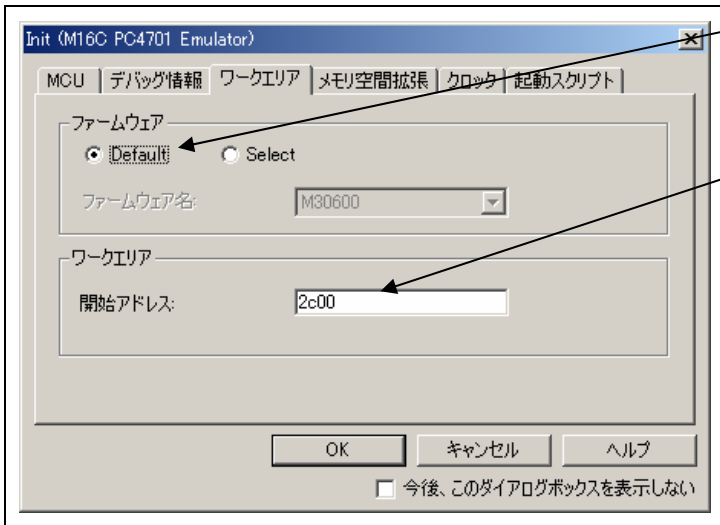 Init (M16C PC4701 Emulator)
MCU デバッグ情報 ワークエリア メモリ空間拡張 クロック 起動スクリプト
ファームウェア
Default Select
ファームウェア名: M30600
ワークエリア
開始アドレス: 2c00
OK キャンセル ヘルプ
今後、このダイアログボックスを表示しない